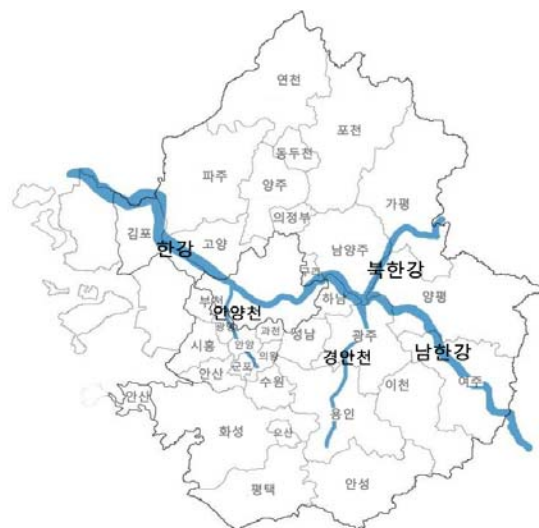 연천
포천
동두천
파주
양주
가평
의정부
김포
고양
한강
남양주
북한강
구리
하남
양평
부천
안양천
광명
과천
성남
광주
시흥
안양
의왕
경안천
남한강
안산
군포
수원
이천
여주
안산
용인
화성
오산
평택
안성